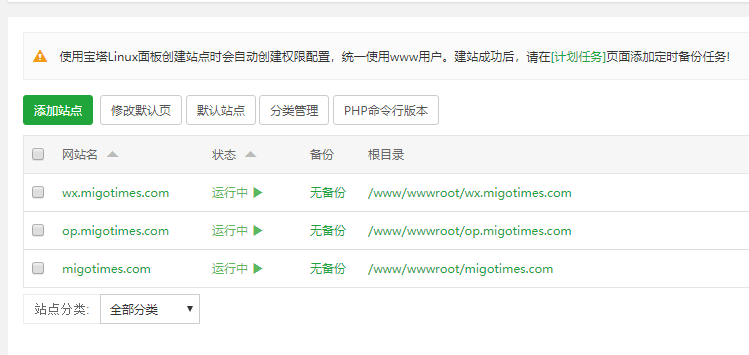 使用宝塔Linux面板创建站点时会自动创建权限配置，统一使用www用户。建站成功后，请在[计划任务]页面添加定时备份任务!
添加站点 修改默认页 默认站点 分类管理 PHP命令行版本
网站名 状态 备份 根目录
wx.migotimes.com 运行中 无备份 /www/wwwroot/wx.migotimes.com
op.migotimes.com 运行中 无备份 /www/wwwroot/op.migotimes.com
migotimes.com 运行中 无备份 /www/wwwroot/migotimes.com
站点分类: 全部分类